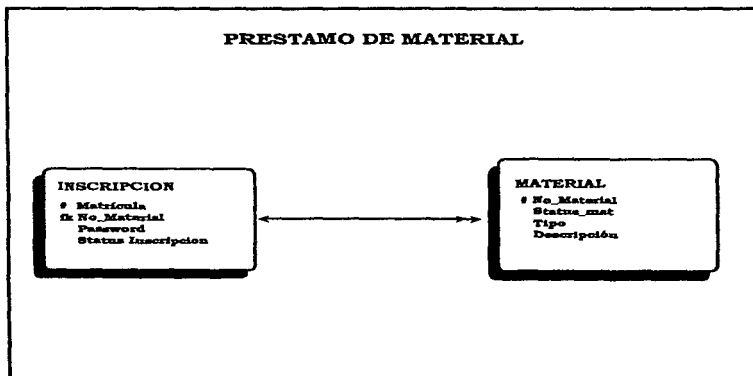 PRESTAMO DE MATERIAL
INSCRIPCION
# Matrícula
fk No_Material
Password
Status Inscripcion
MATERIAL
# No_Material
Status_mat
Tipo
Descripción